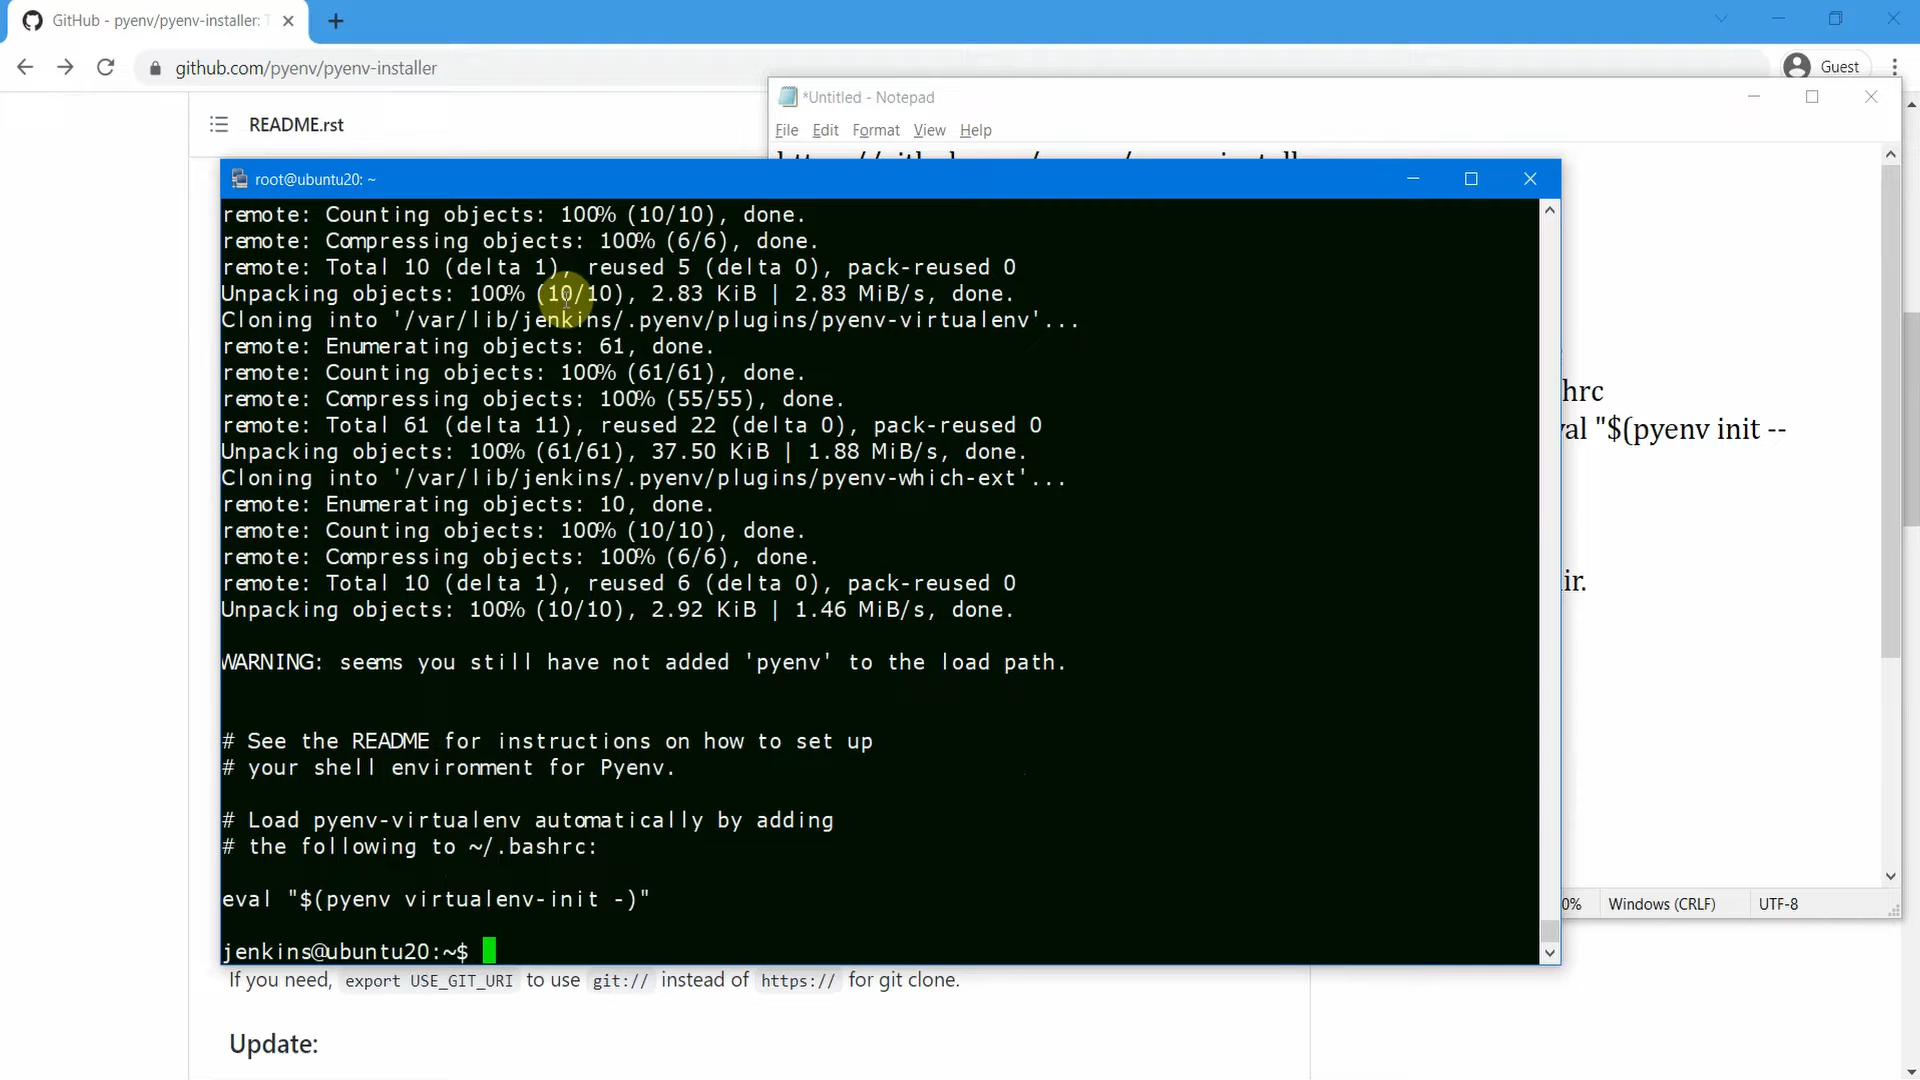 GitHub - pyenv/pyenv-installer: T
github.com/pyenv/pyenv-installer
Guest
README.rst
*Untitled - Notepad
File Edit Format View Help
root@ubuntu20: ~
remote: Counting objects: 100% (10/10), done.
remote: Compressing objects: 100% (6/6), done.
remote: Total 10 (delta 1), reused 5 (delta 0), pack-reused 0
Unpacking objects: 100% (10/10), 2.83 KiB | 2.83 MiB/s, done.
Cloning into '/var/lib/jenkins/.pyenv/plugins/pyenv-virtualenv'...
remote: Enumerating objects: 61, done.
remote: Counting objects: 100% (61/61), done.
remote: Compressing objects: 100% (55/55), done.
remote: Total 61 (delta 11), reused 22 (delta 0), pack-reused 0
Unpacking objects: 100% (61/61), 37.50 KiB | 1.88 MiB/s, done.
Cloning into '/var/lib/jenkins/.pyenv/plugins/pyenv-which-ext'...
remote: Enumerating objects: 10, done.
remote: Counting objects: 100% (10/10), done.
remote: Compressing objects: 100% (6/6), done.
remote: Total 10 (delta 1), reused 6 (delta 0), pack-reused 0
Unpacking objects: 100% (10/10), 2.92 KiB | 1.46 MiB/s, done.
WARNING: seems you still have not added 'pyenv' to the load path.
# See the README for instructions on how to set up
# your shell environment for Pyenv.
# Load pyenv-virtualenv automatically by adding
# the following to ~/.bashrc:
eval "$(pyenv virtualenv-init -)"
jenkins@ubuntu20:~$
hrc
al "$(pyenv init --
ir.
0% Windows (CRLF) UTF-8
If you need, export USE_GIT_URI to use git:// instead of https:// for git clone.
Update: